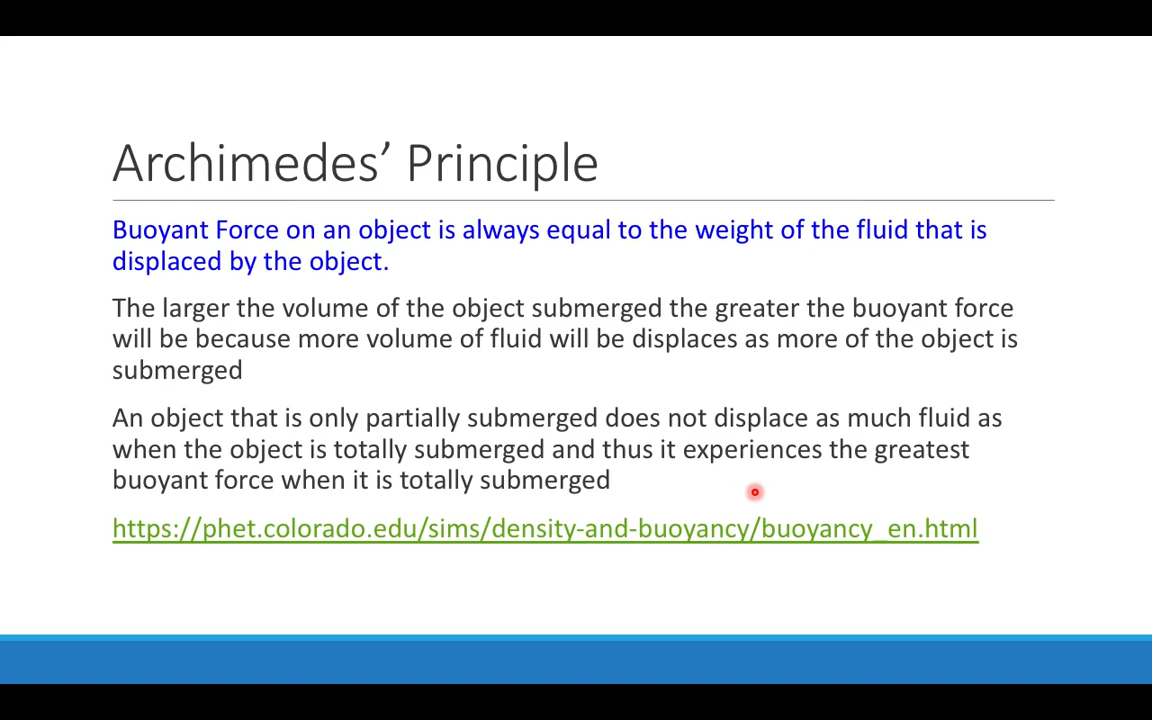 Archimedes’ Principle
Buoyant Force on an object is always equal to the weight of the fluid that is
displaced by the object.
The larger the volume of the object submerged the greater the buoyant force
will be because more volume of fluid will be displaces as more of the object is
submerged
An object that is only partially submerged does not displace as much fluid as
when the object is totally submerged and thus it experiences the greatest
buoyant force when it is totally submerged
https://phet.colorado.edu/sims/density-and-buoyancy/buoyancy_en.html